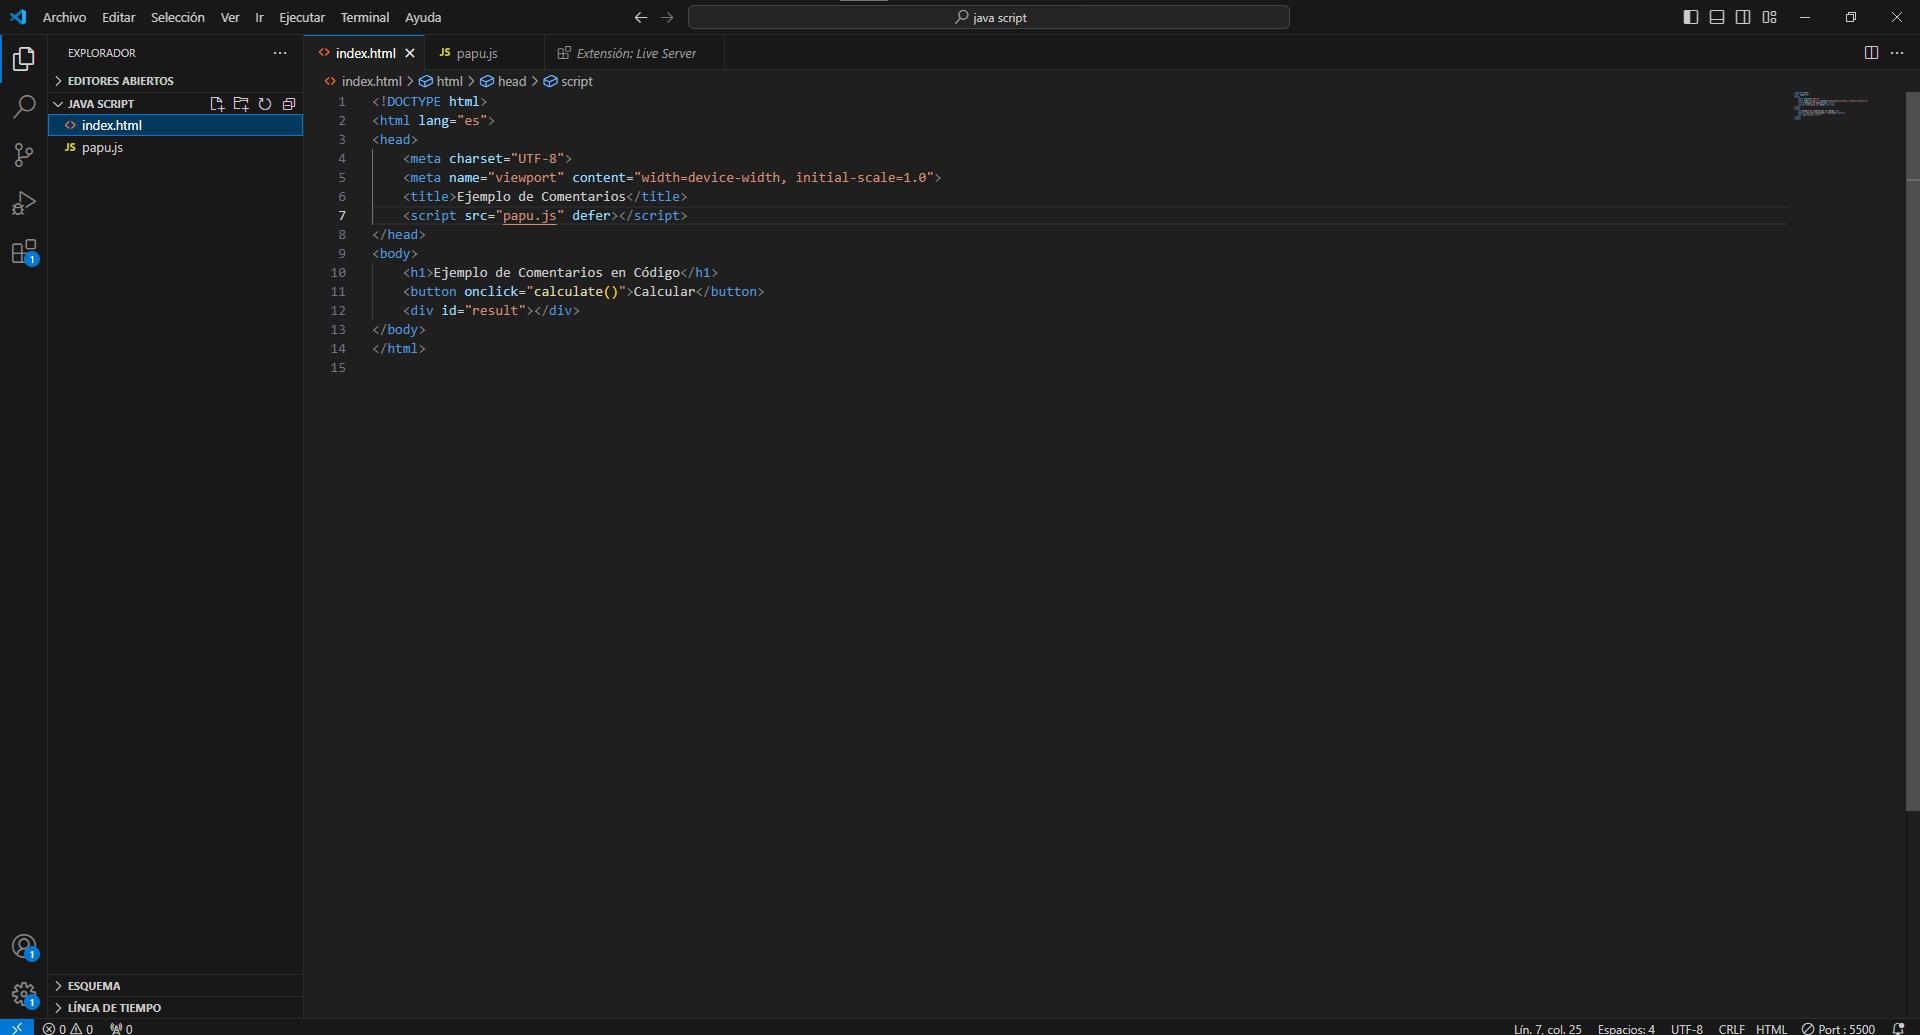 Archivo Editar Selección Ver Ir Ejecutar Terminal Ayuda
java script
EXPLORADOR
EDITORES ABIERTOS
JAVA SCRIPT
index.html
JS papu.js
index.html
JS papu.js
Extensión: Live Server
index.html > html > head > script
1 <!DOCTYPE html>
2 <html lang="es">
3 <head>
4 <meta charset="UTF-8">
5 <meta name="viewport" content="width=device-width, initial-scale=1.0">
6 <title>Ejemplo de Comentarios</title>
7 <script src="papu.js" defer></script>
8 </head>
9 <body>
10 <h1>Ejemplo de Comentarios en Código</h1>
11 <button onclick="calculate()">Calcular</button>
12 <div id="result"></div>
13 </body>
14 </html>
15
1
1
1
ESQUEMA
LÍNEA DE TIEMPO
0 0 0
Lín. 7, col. 25 Espacios: 4 UTF-8 CRLF HTML Port : 5500